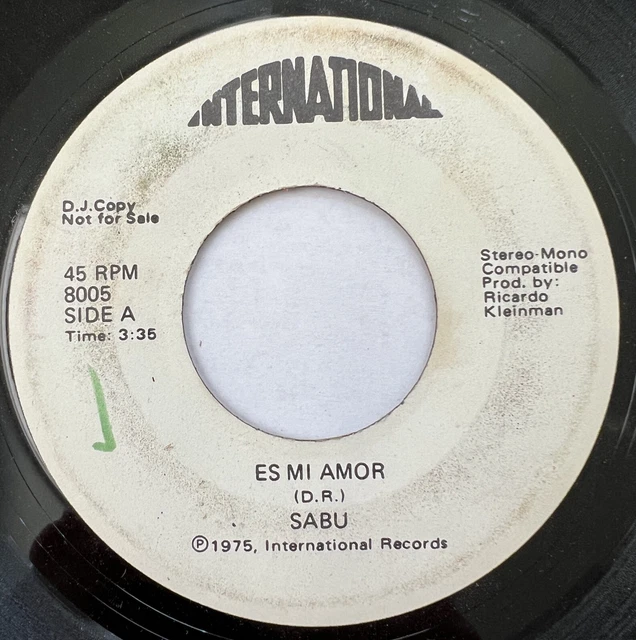 INTERNATIONAL
D.J.Copy
Not for Sale
45 RPM
8005
SIDE A
Time: 3:35
Stereo-Mono
Compatible
Prod. by:
Ricardo
Kleinman
ES MI AMOR
(D.R.)
SABU
Ⓟ1975, International Records